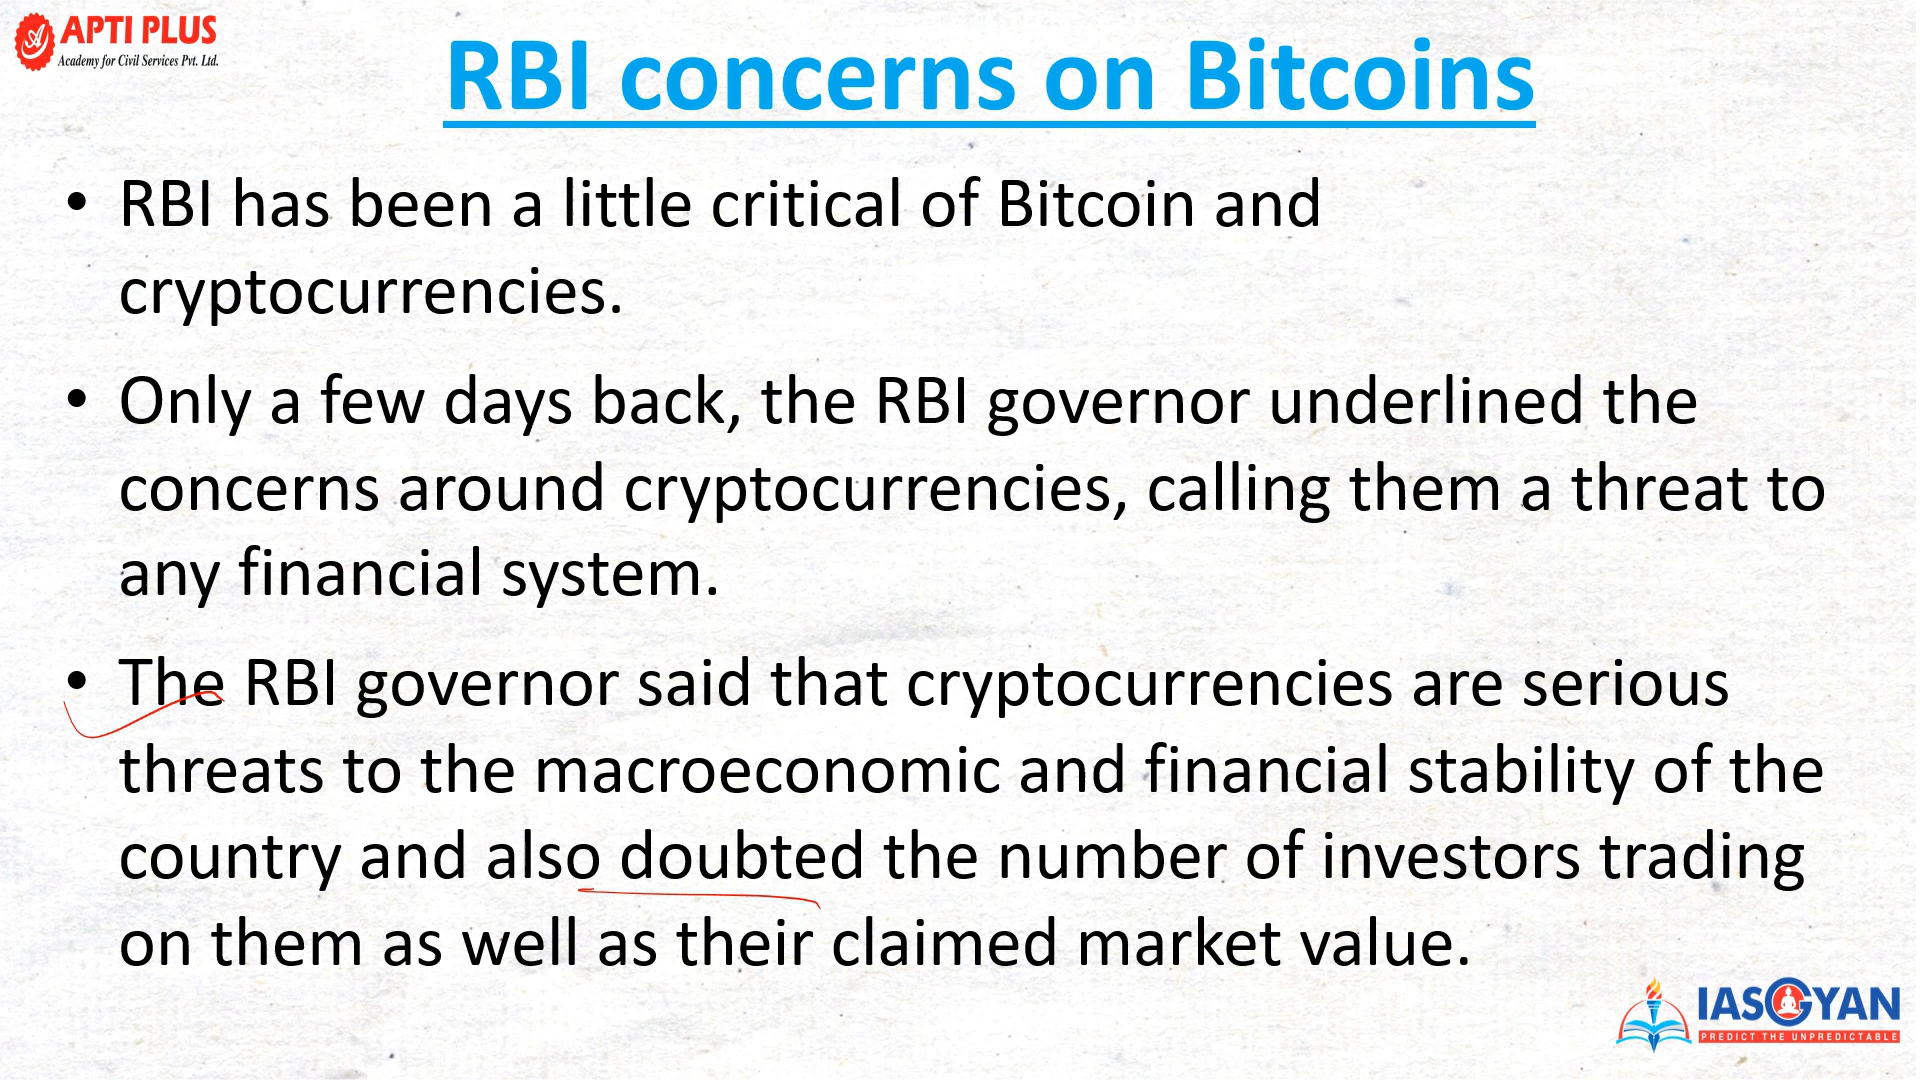 APTI PLUS
Academy for Civil Services Pvt. Ltd.
RBI concerns on Bitcoins
• RBI has been a little critical of Bitcoin and
cryptocurrencies.
• Only a few days back, the RBI governor underlined the
concerns around cryptocurrencies, calling them a threat to
any financial system.
• The RBI governor said that cryptocurrencies are serious
threats to the macroeconomic and financial stability of the
country and also doubted the number of investors trading
on them as well as their claimed market value.
IASGYAN
PREDICT THE UNPREDICTABLE